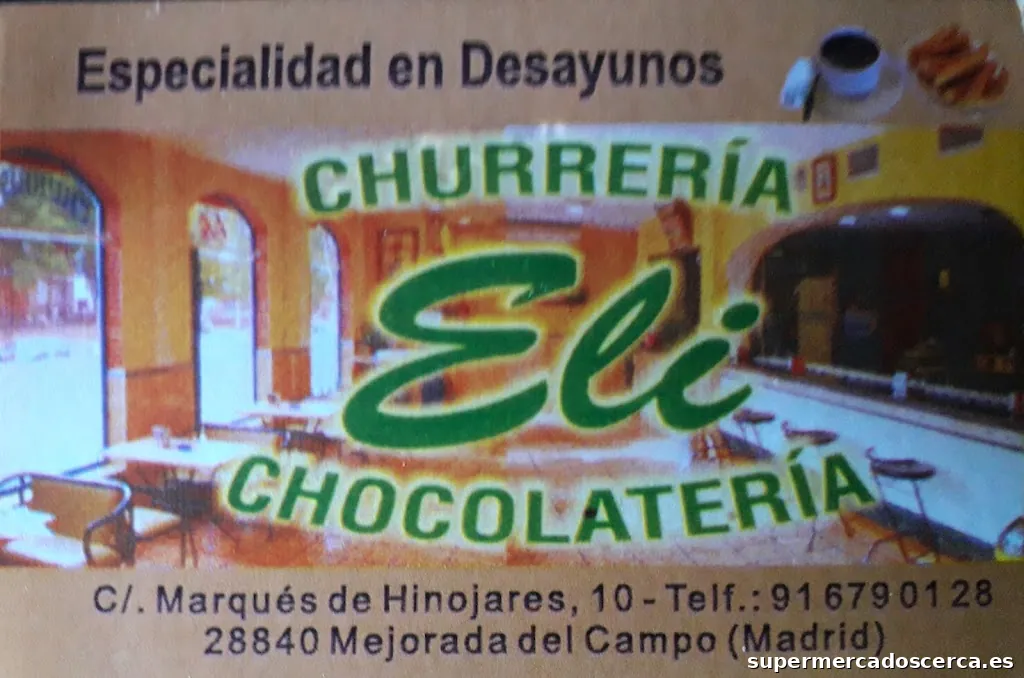 Especialidad en Desayunos
CHURRERÍA
Eli
CHOCOLATERÍA
C/. Marqués de Hinojares, 10 - Telf.: 91 679 01 28
28840 Mejorada del Campo (Madrid)
supermercadoscerca.es